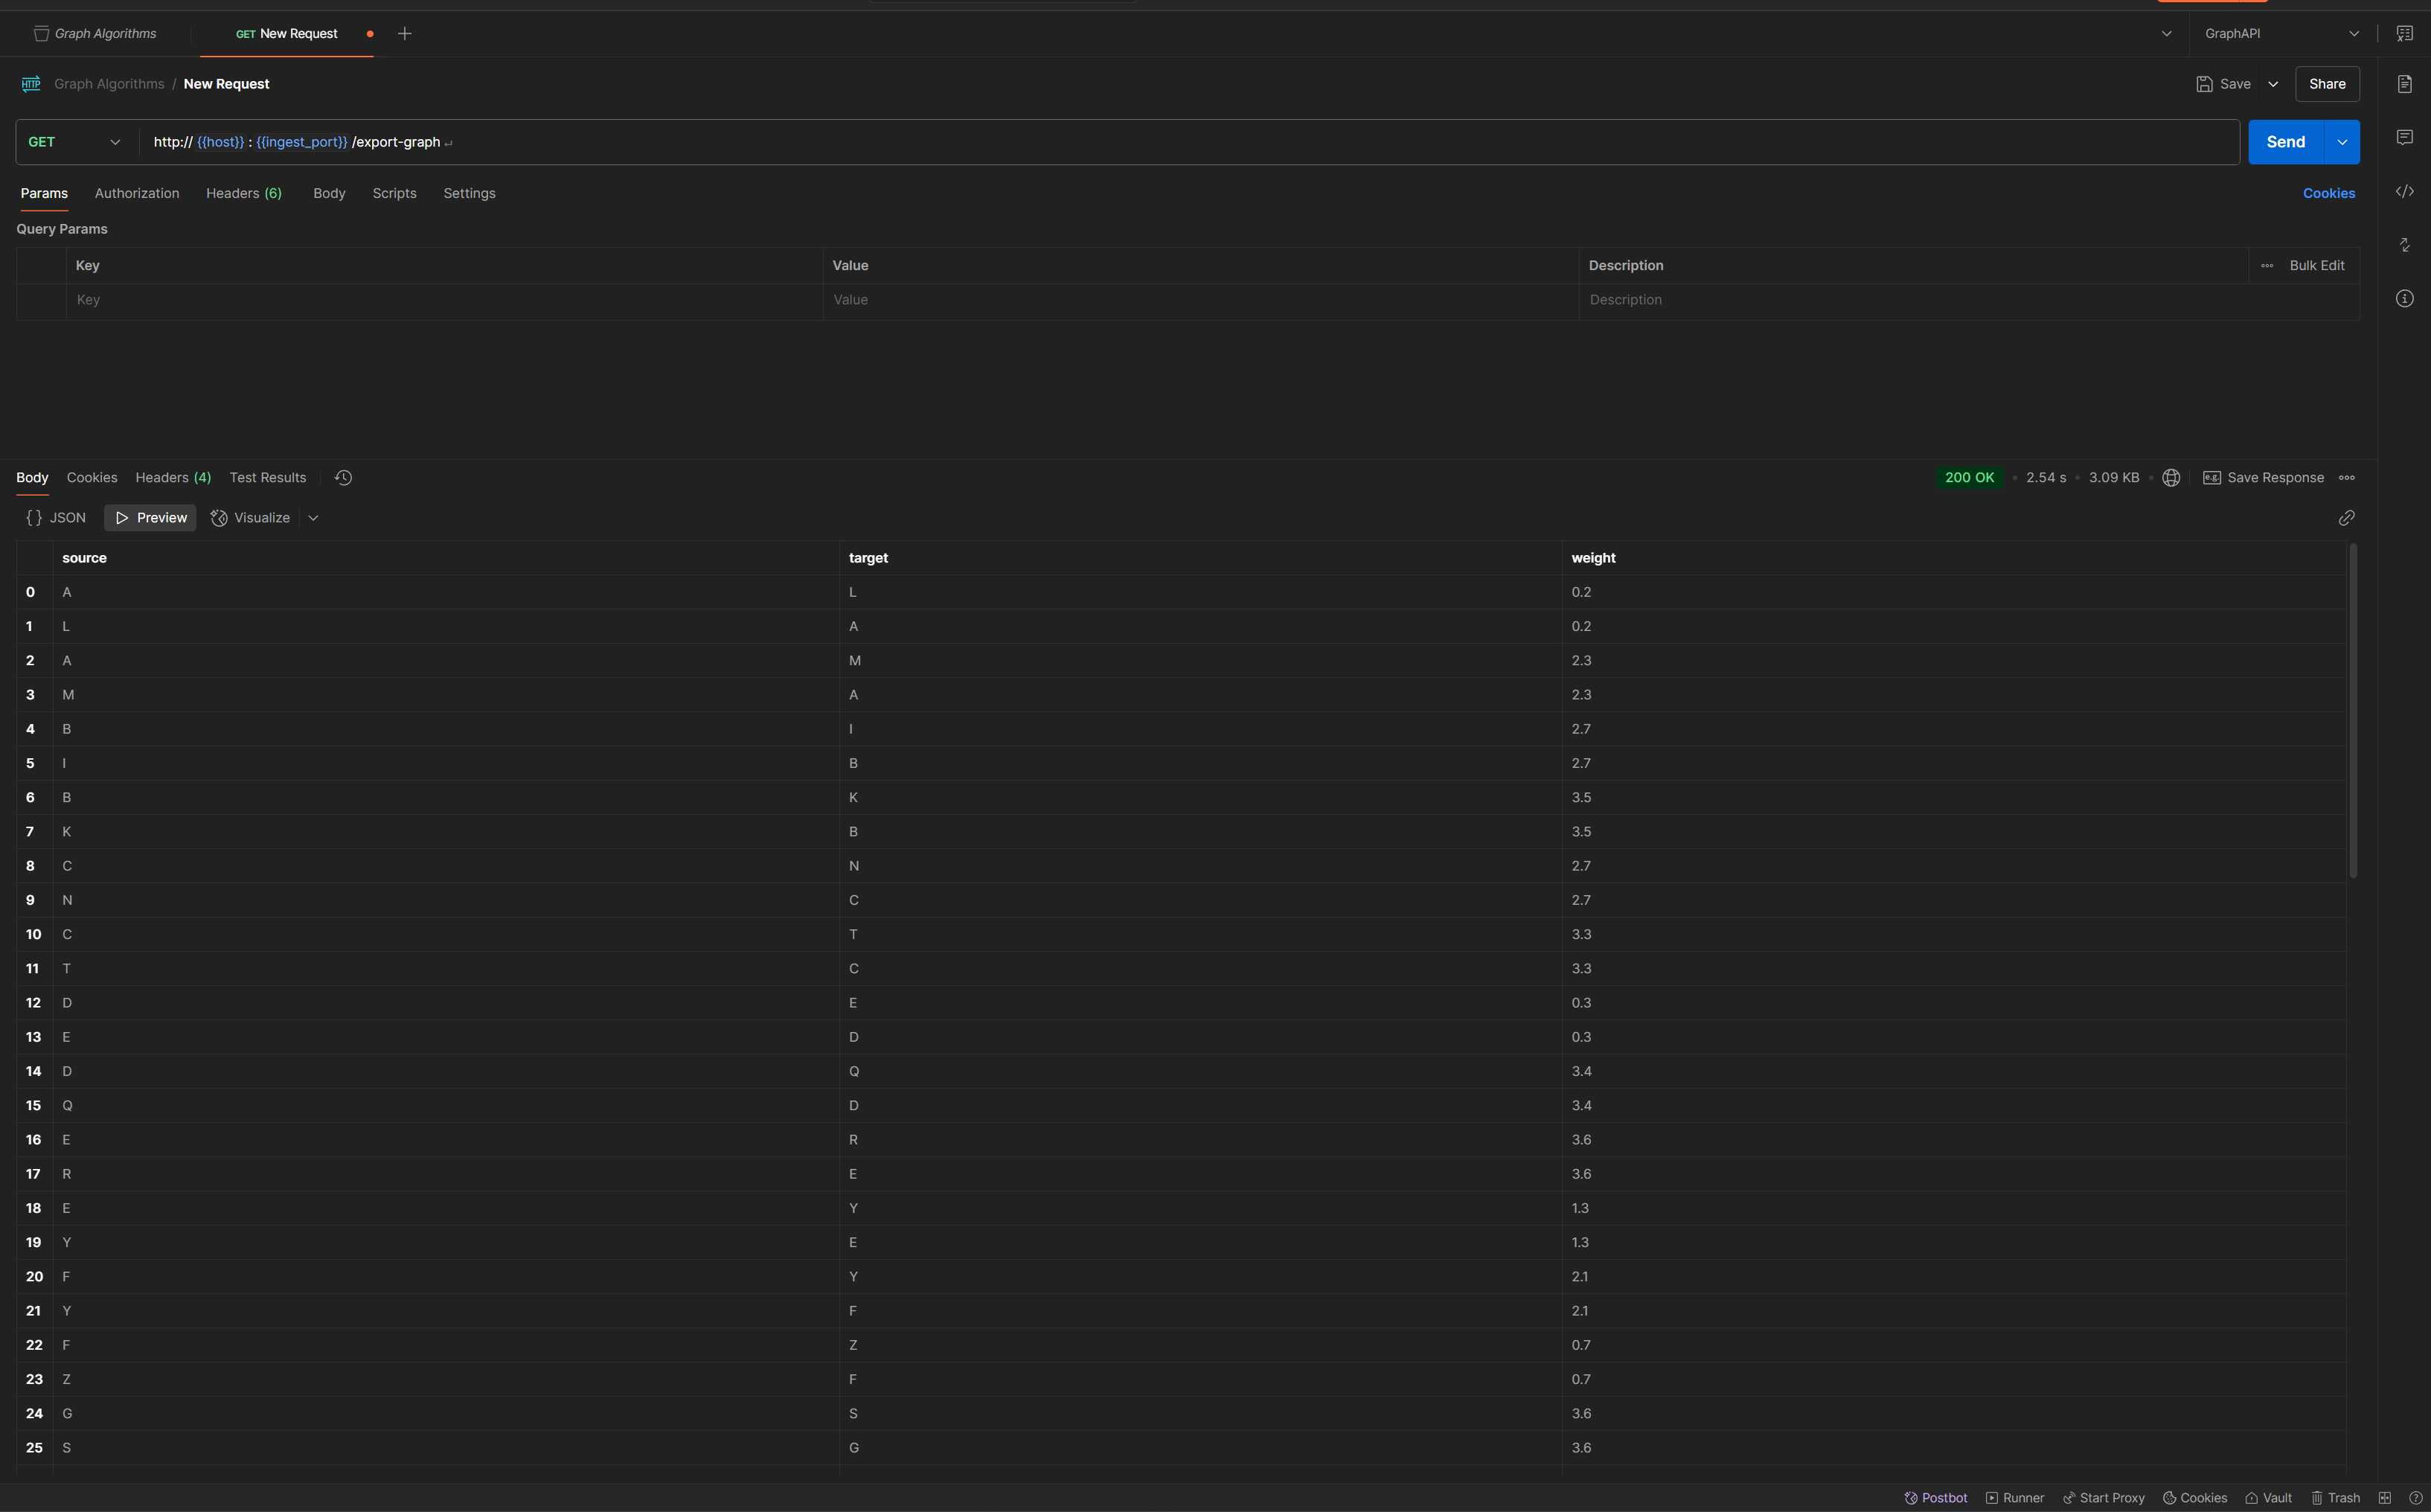 Graph Algorithms GET New Request GraphAPI
HTTP Graph Algorithms / New Request Save Share
GET http:// {{host}} : {{ingest_port}} /export-graph Send
Params Authorization Headers (6) Body Scripts Settings Cookies
Query Params
Key Value Description Bulk Edit
Key Value Description
Body Cookies Headers (4) Test Results 200 OK 2.54 s 3.09 KB e.g. Save Response
{} JSON Preview Visualize
source target weight
0 A L 0.2
1 L A 0.2
2 A M 2.3
3 M A 2.3
4 B I 2.7
5 I B 2.7
6 B K 3.5
7 K B 3.5
8 C N 2.7
9 N C 2.7
10 C T 3.3
11 T C 3.3
12 D E 0.3
13 E D 0.3
14 D Q 3.4
15 Q D 3.4
16 E R 3.6
17 R E 3.6
18 E Y 1.3
19 Y E 1.3
20 F Y 2.1
21 Y F 2.1
22 F Z 0.7
23 Z F 0.7
24 G S 3.6
25 S G 3.6
Postbot Runner Start Proxy Cookies Vault Trash